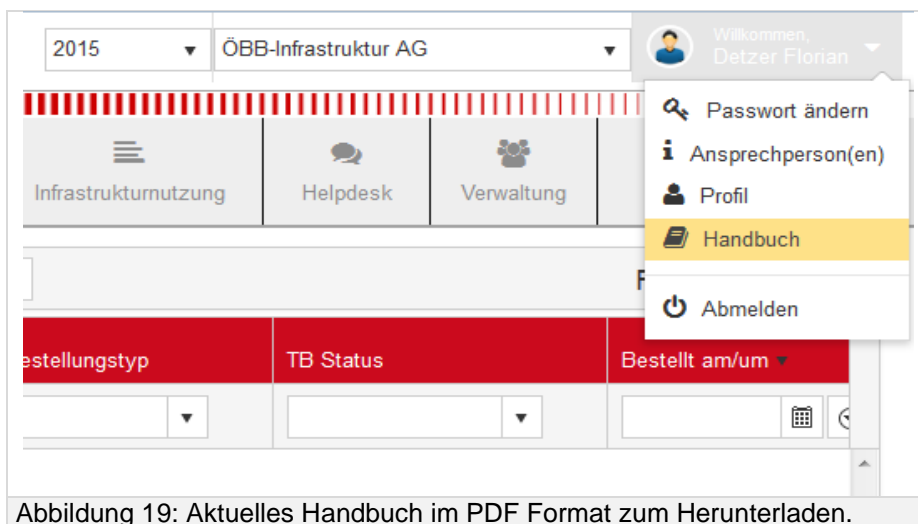 2015
ÖBB-Infrastruktur AG
Willkommen,
Detzer Florian
Passwort ändern
Ansprechperson(en)
Profil
Handbuch
Abmelden
Infrastrukturnutzung
Helpdesk
Verwaltung
F
estellungstyp
TB Status
Bestellt am/um
Abbildung 19: Aktuelles Handbuch im PDF Format zum Herunterladen.